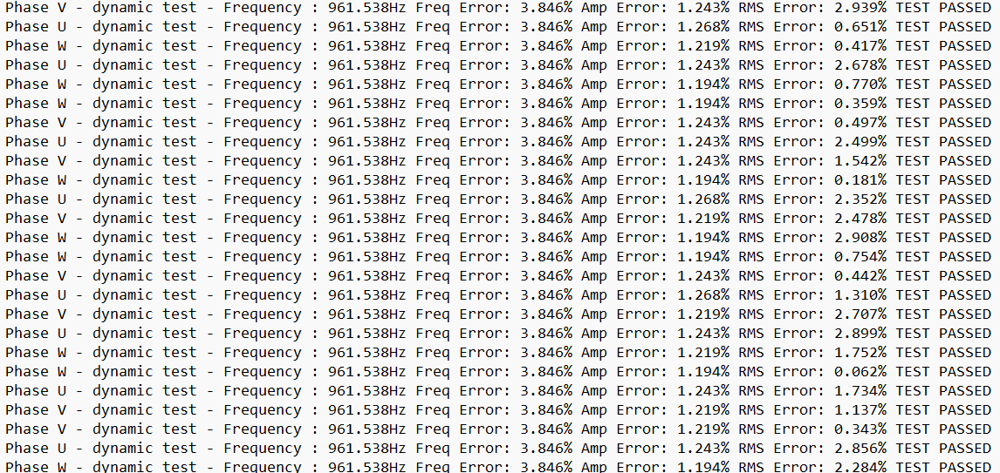 Phase V - dynamic test - Frequency : 961.538Hz Freq Error: 3.846% Amp Error: 1.243% RMS Error: 2.939% TEST PASSED
Phase U - dynamic test - Frequency : 961.538Hz Freq Error: 3.846% Amp Error: 1.268% RMS Error: 0.651% TEST PASSED
Phase W - dynamic test - Frequency : 961.538Hz Freq Error: 3.846% Amp Error: 1.219% RMS Error: 0.417% TEST PASSED
Phase U - dynamic test - Frequency : 961.538Hz Freq Error: 3.846% Amp Error: 1.243% RMS Error: 2.678% TEST PASSED
Phase W - dynamic test - Frequency : 961.538Hz Freq Error: 3.846% Amp Error: 1.194% RMS Error: 0.770% TEST PASSED
Phase W - dynamic test - Frequency : 961.538Hz Freq Error: 3.846% Amp Error: 1.194% RMS Error: 0.359% TEST PASSED
Phase V - dynamic test - Frequency : 961.538Hz Freq Error: 3.846% Amp Error: 1.243% RMS Error: 0.497% TEST PASSED
Phase U - dynamic test - Frequency : 961.538Hz Freq Error: 3.846% Amp Error: 1.243% RMS Error: 2.499% TEST PASSED
Phase V - dynamic test - Frequency : 961.538Hz Freq Error: 3.846% Amp Error: 1.243% RMS Error: 1.542% TEST PASSED
Phase W - dynamic test - Frequency : 961.538Hz Freq Error: 3.846% Amp Error: 1.194% RMS Error: 0.181% TEST PASSED
Phase U - dynamic test - Frequency : 961.538Hz Freq Error: 3.846% Amp Error: 1.268% RMS Error: 2.352% TEST PASSED
Phase V - dynamic test - Frequency : 961.538Hz Freq Error: 3.846% Amp Error: 1.219% RMS Error: 2.478% TEST PASSED
Phase W - dynamic test - Frequency : 961.538Hz Freq Error: 3.846% Amp Error: 1.194% RMS Error: 2.908% TEST PASSED
Phase W - dynamic test - Frequency : 961.538Hz Freq Error: 3.846% Amp Error: 1.194% RMS Error: 0.754% TEST PASSED
Phase V - dynamic test - Frequency : 961.538Hz Freq Error: 3.846% Amp Error: 1.243% RMS Error: 0.442% TEST PASSED
Phase U - dynamic test - Frequency : 961.538Hz Freq Error: 3.846% Amp Error: 1.268% RMS Error: 1.310% TEST PASSED
Phase V - dynamic test - Frequency : 961.538Hz Freq Error: 3.846% Amp Error: 1.219% RMS Error: 2.707% TEST PASSED
Phase U - dynamic test - Frequency : 961.538Hz Freq Error: 3.846% Amp Error: 1.243% RMS Error: 2.899% TEST PASSED
Phase W - dynamic test - Frequency : 961.538Hz Freq Error: 3.846% Amp Error: 1.219% RMS Error: 1.752% TEST PASSED
Phase W - dynamic test - Frequency : 961.538Hz Freq Error: 3.846% Amp Error: 1.194% RMS Error: 0.062% TEST PASSED
Phase U - dynamic test - Frequency : 961.538Hz Freq Error: 3.846% Amp Error: 1.243% RMS Error: 1.734% TEST PASSED
Phase V - dynamic test - Frequency : 961.538Hz Freq Error: 3.846% Amp Error: 1.219% RMS Error: 1.137% TEST PASSED
Phase V - dynamic test - Frequency : 961.538Hz Freq Error: 3.846% Amp Error: 1.219% RMS Error: 0.343% TEST PASSED
Phase U - dynamic test - Frequency : 961.538Hz Freq Error: 3.846% Amp Error: 1.243% RMS Error: 2.856% TEST PASSED
Phase W - dynamic test - Frequency : 961.538Hz Freq Error: 3.846% Amp Error: 1.194% RMS Error: 2.284% TEST PASSED